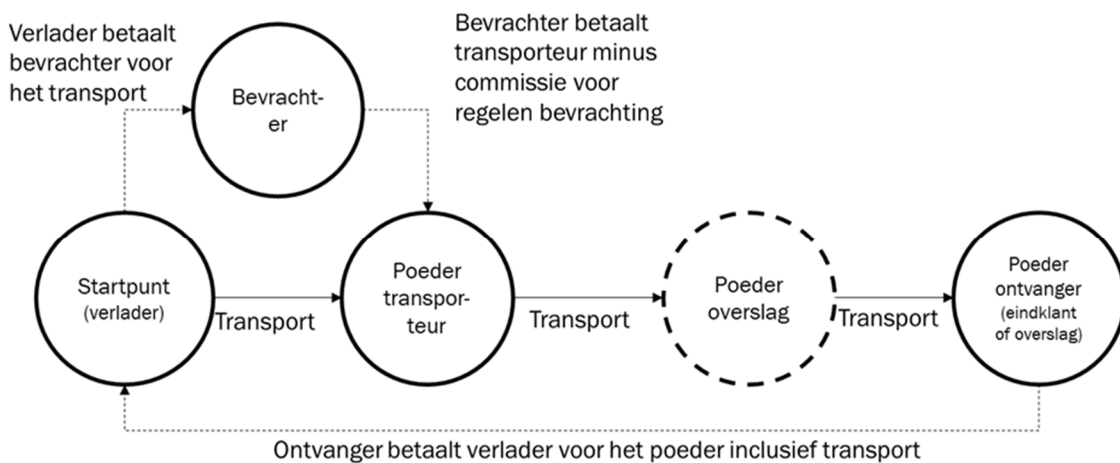 Verlader betaalt
bevrachter voor
het transport
Bevracht-
er
Bevrachter betaalt
transporteur minus
commissie voor
regelen bevrachting
Startpunt
(verlader)
Transport
Poeder
transpor-
teur
Transport
Poeder
overslag
Transport
Poeder
ontvanger
(eindklant
of overslag)
Ontvanger betaalt verlader voor het poeder inclusief transport